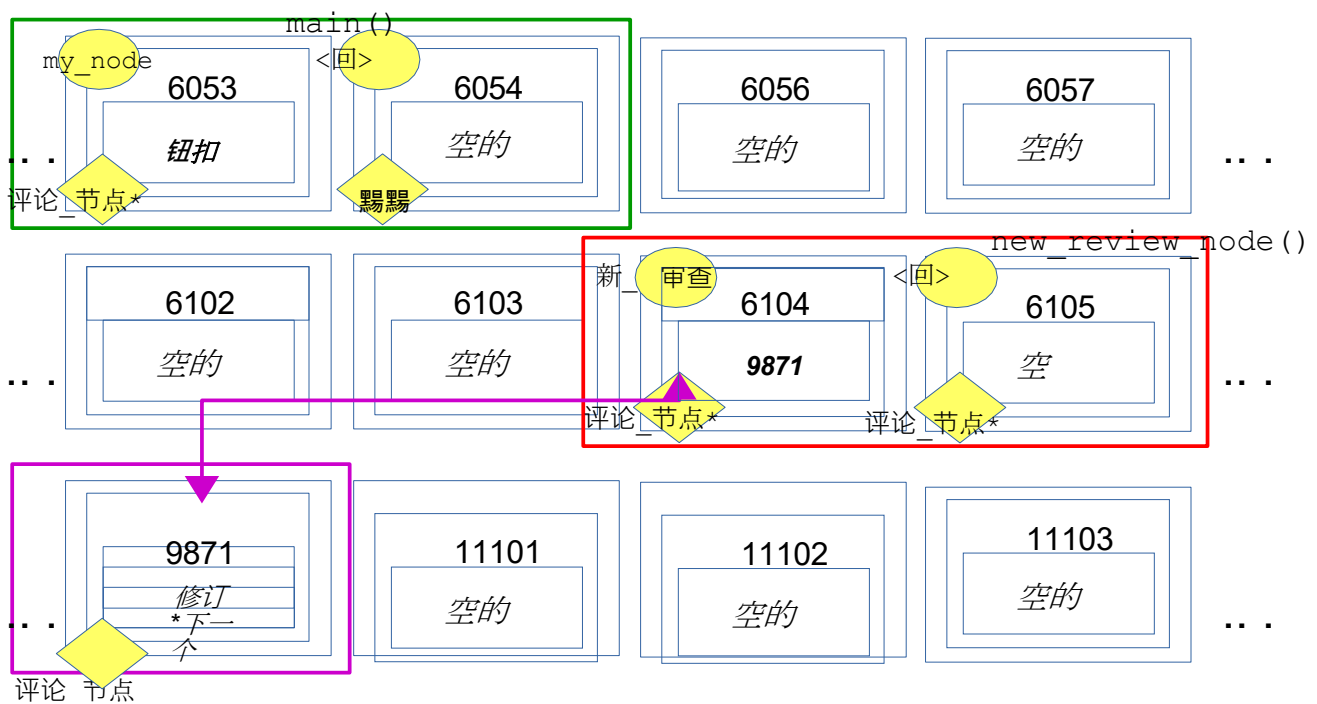 main()
my_node <回>
6053 6054 6056 6057
钮扣 空的 空的 空的
.. . .. .
评论_节点* 黷黷
new_review_node()
新_ 审查 <回>
6102 6103 6104 6105
空的 空的 9871 空
.. . .. .
评论_节点* 评论_节点*
9871 11101 11102 11103
修订 空的 空的 空的
*下一
.. . .. .
个
评论 节点